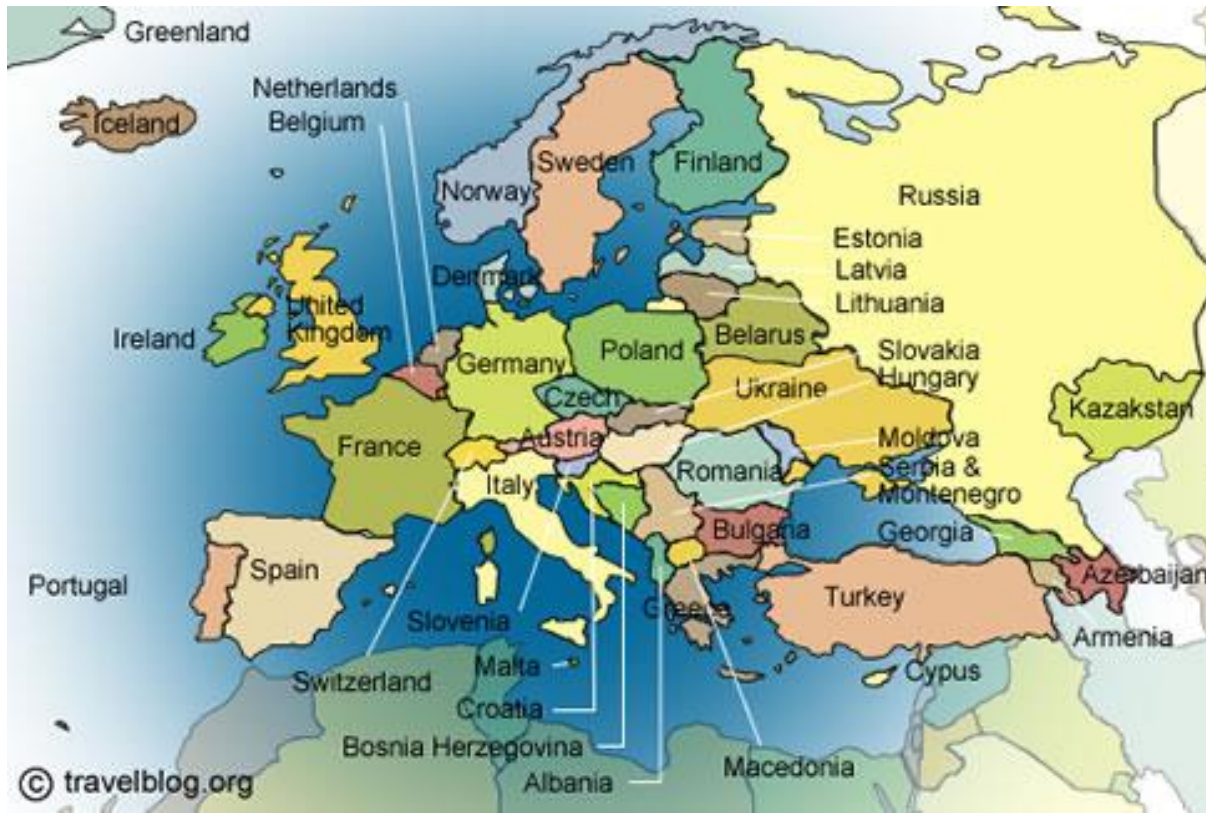 Greenland
Netherlands
Belgium
Iceland
Norway
Sweden
Finland
Russia
Estonia
Latvia
Lithuania
Denmark
United
Kingdom
Ireland
Belarus
Poland
Germany
Slovakia
Hungary
Ukraine
Czech
Kazakstan
France
Austria
Moldova
Romania
Serbia &
Montenegro
Italy
Bulgaria
Georgia
Spain
Portugal
Azerbaijan
Turkey
Greece
Slovenia
Armenia
Malta
Cypus
Switzerland
Croatia
Bosnia Herzegovina
Albania
Macedonia
© travelblog.org